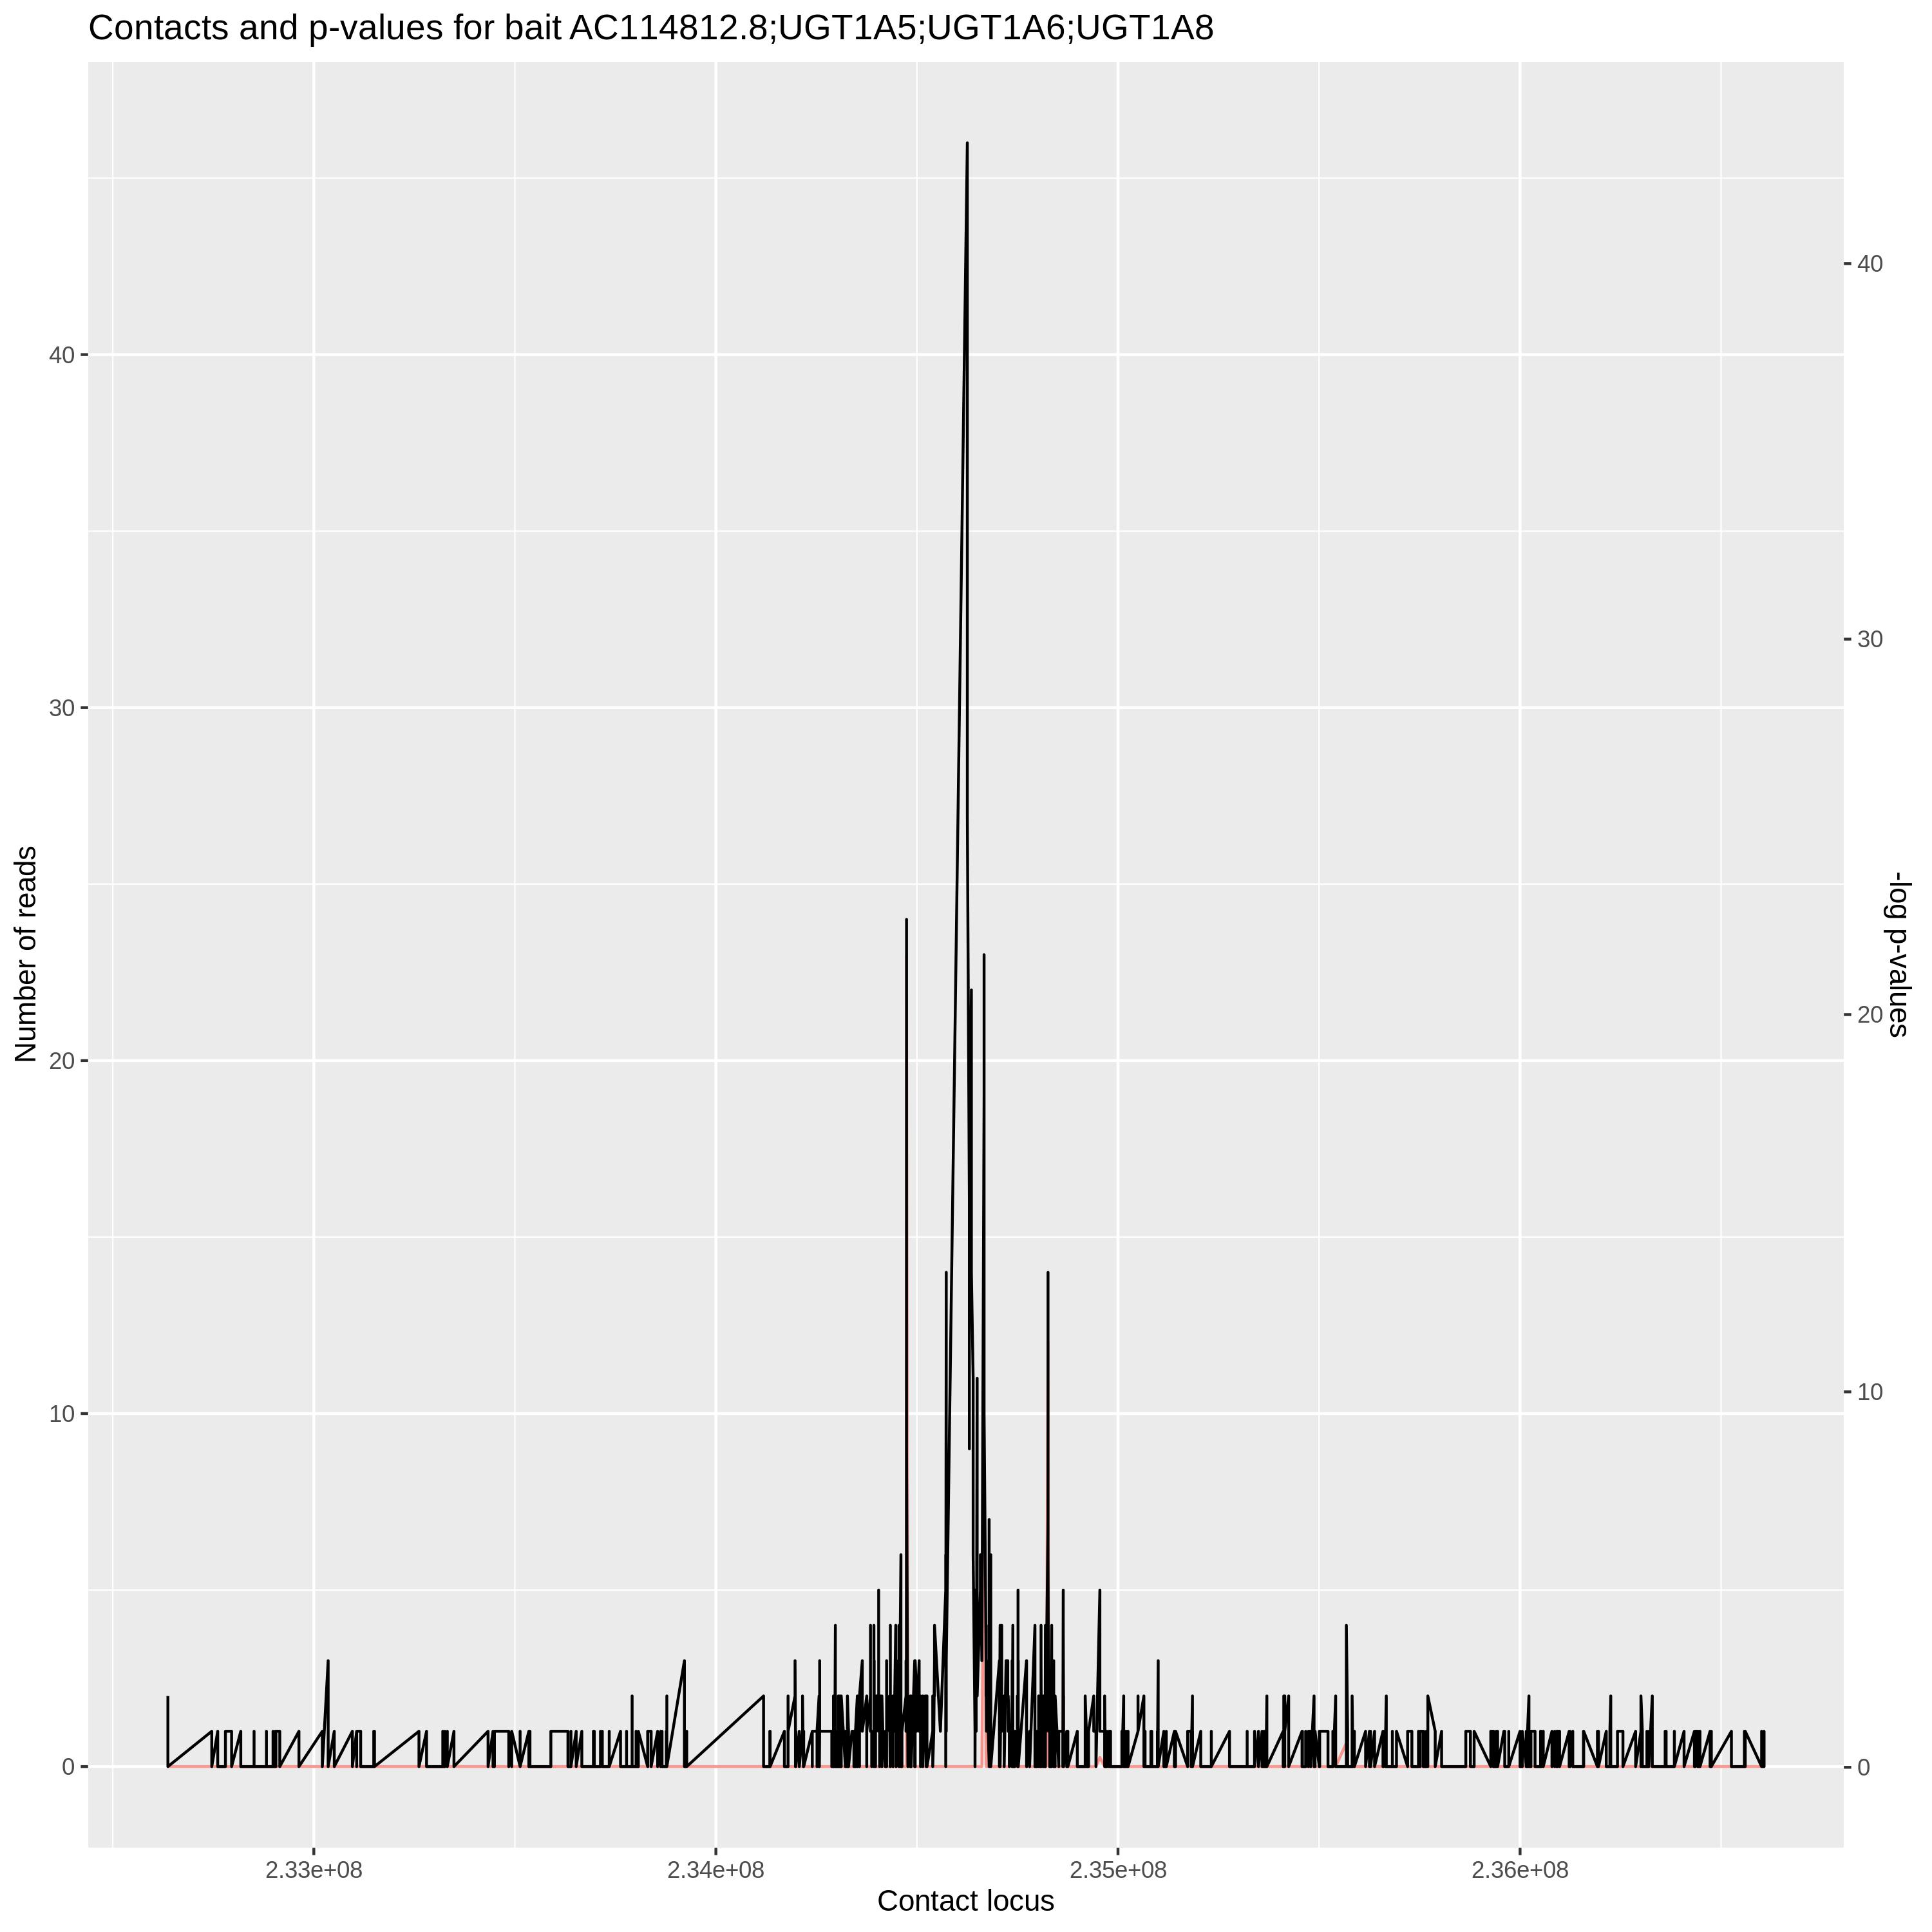 Contacts and p-values for bait AC114812.8;UGT1A5;UGT1A6;UGT1A8
40
30
20
10
0
Number of reads
40
30
20
10
0
-log p-values
2.33e+08 2.34e+08 2.35e+08 2.36e+08
Contact locus